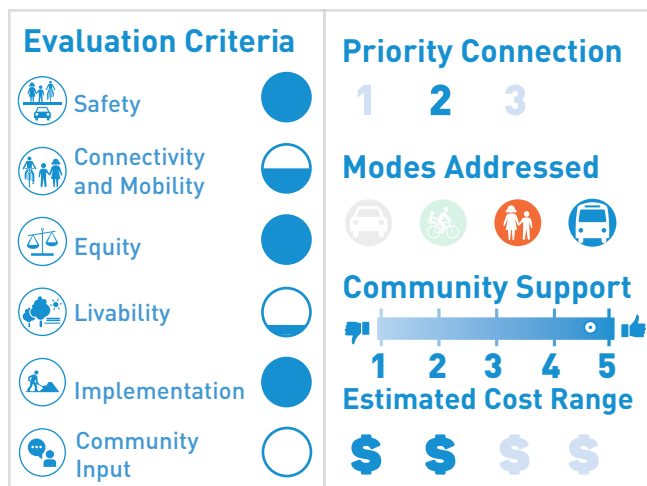 Evaluation Criteria
Safety
Connectivity
and Mobility
Equity
Livability
Implementation
Community
Input
Priority Connection
1 2 3
Modes Addressed
Community Support
1 2 3 4 5
Estimated Cost Range
$ $ $ $